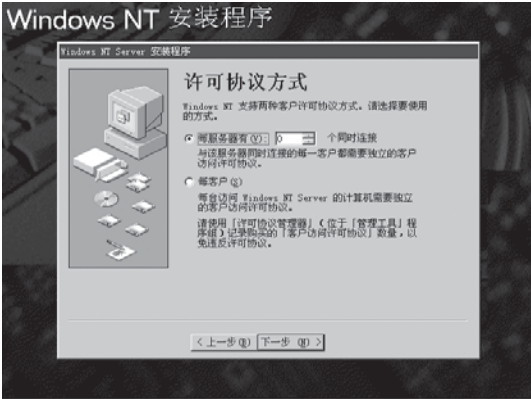 Windows NT 安装程序
Windows NT Server 安装程序
许可协议方式
Windows NT 支持两种客户许可协议方式。请选择要使用
的方式。
每服务器有(V): 0 个同时连接
与该服务器同时连接的每一客户都需要独立的客户
访问许可协议。
每客户(S)
每台访问 Windows NT Server 的计算机需要独立
的客户访问许可协议。
请使用「许可协议管理器」(位于「管理工具」程
序组)记录购买的「客户访问许可协议」数量，以
免违反许可协议。
<上一步(B) 下一步 (N) >